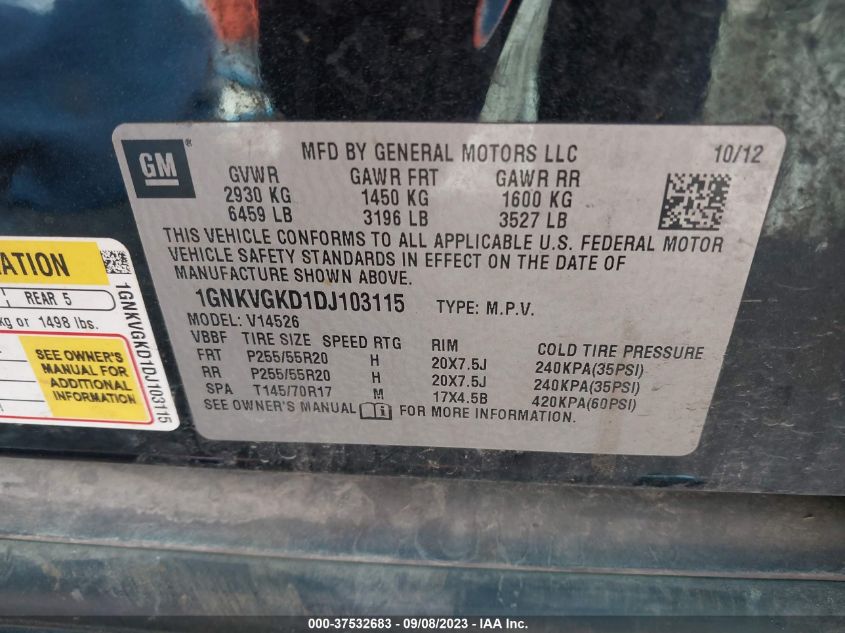 GM ®
MFD BY GENERAL MOTORS LLC 10/12
GVWR GAWR FRT GAWR RR
2930 KG 1450 KG 1600 KG
6459 LB 3196 LB 3527 LB
THIS VEHICLE CONFORMS TO ALL APPLICABLE U.S. FEDERAL MOTOR
VEHICLE SAFETY STANDARDS IN EFFECT ON THE DATE OF
MANUFACTURE SHOWN ABOVE.
1GNKVGKD1DJ103115 TYPE: M.P.V.
MODEL: V14526
VBBF TIRE SIZE SPEED RTG RIM COLD TIRE PRESSURE
FRT P255/55R20 H 20X7.5J 240KPA(35PSI)
RR P255/55R20 H 20X7.5J 240KPA(35PSI)
SPA T145/70R17 M 17X4.5B 420KPA(60PSI)
SEE OWNER'S MANUAL FOR MORE INFORMATION.
REAR 5
kg or 1498 lbs.
SEE OWNER'S
MANUAL FOR
ADDITIONAL
INFORMATION
1GNKVGKD1DJ103115
000-37532683 - 09/08/2023 - IAA Inc.